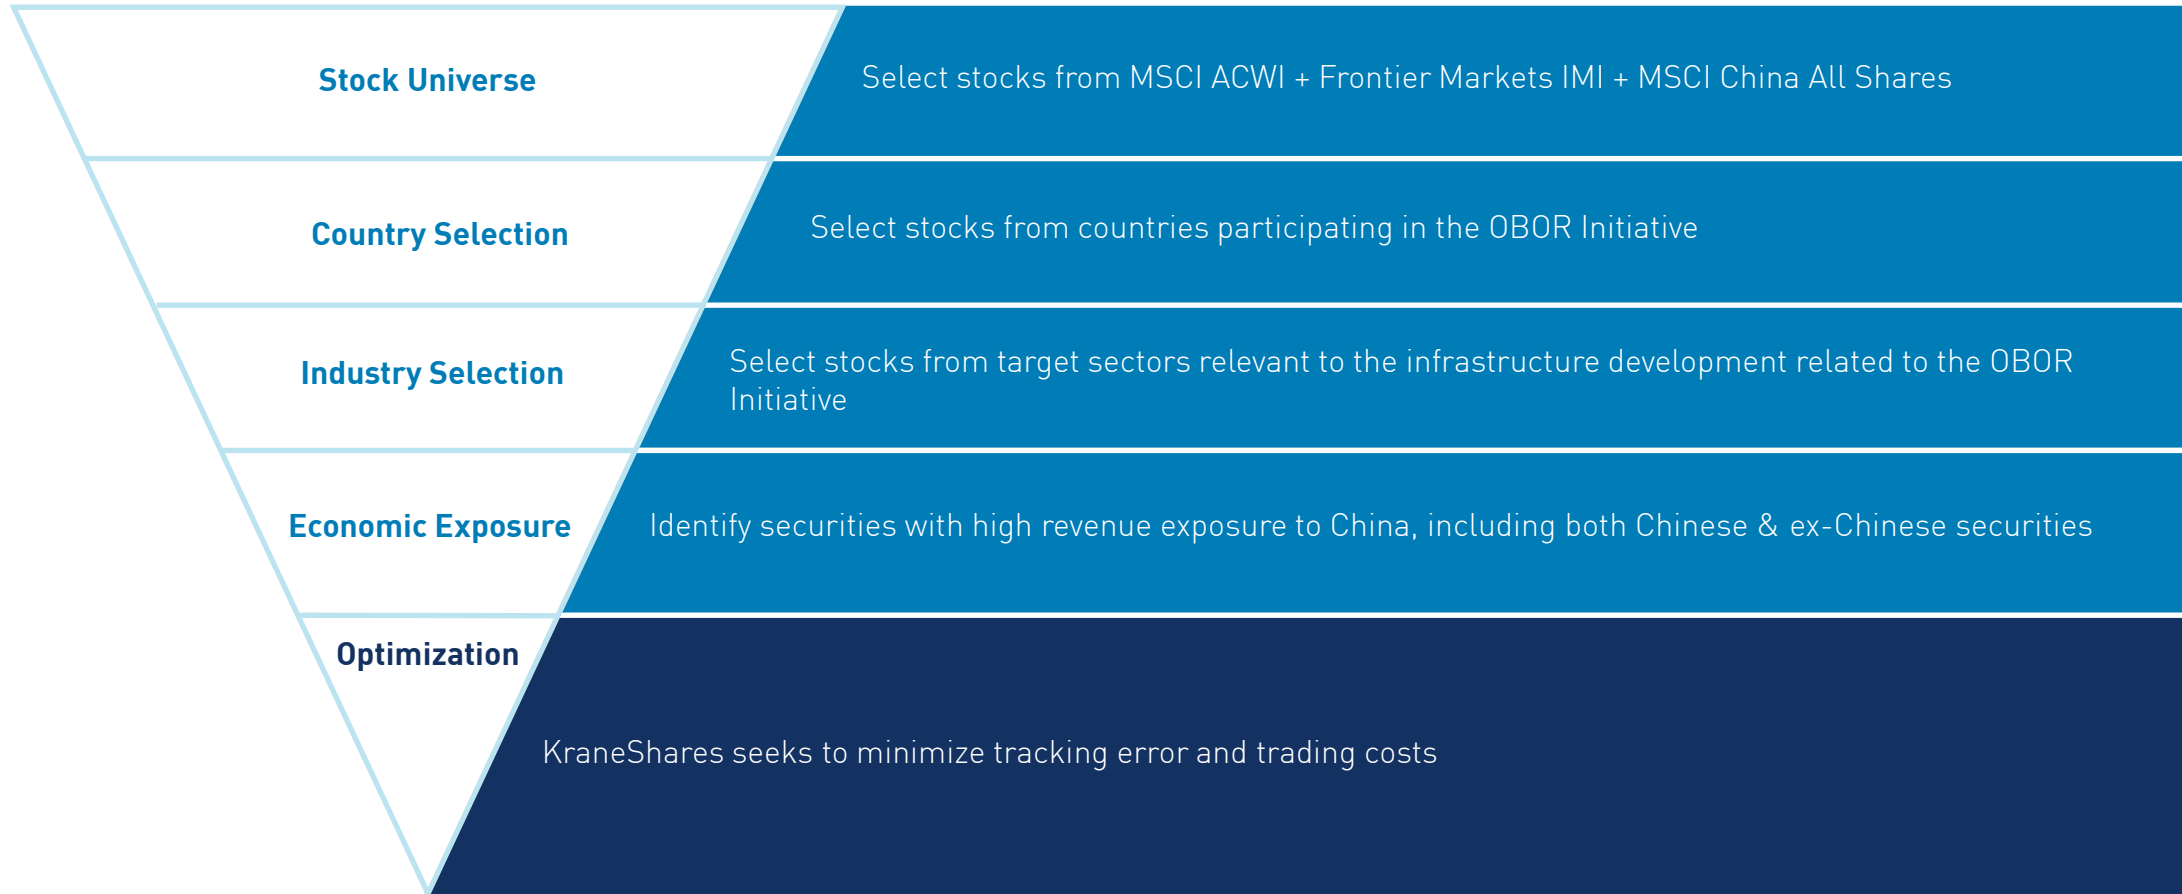 Stock Universe
Select stocks from MSCI ACWI + Frontier Markets IMI + MSCI China All Shares
Country Selection
Select stocks from countries participating in the OBOR Initiative
Industry Selection
Select stocks from target sectors relevant to the infrastructure development related to the OBOR
Initiative
Economic Exposure
Identify securities with high revenue exposure to China, including both Chinese & ex-Chinese securities
Optimization
KraneShares seeks to minimize tracking error and trading costs